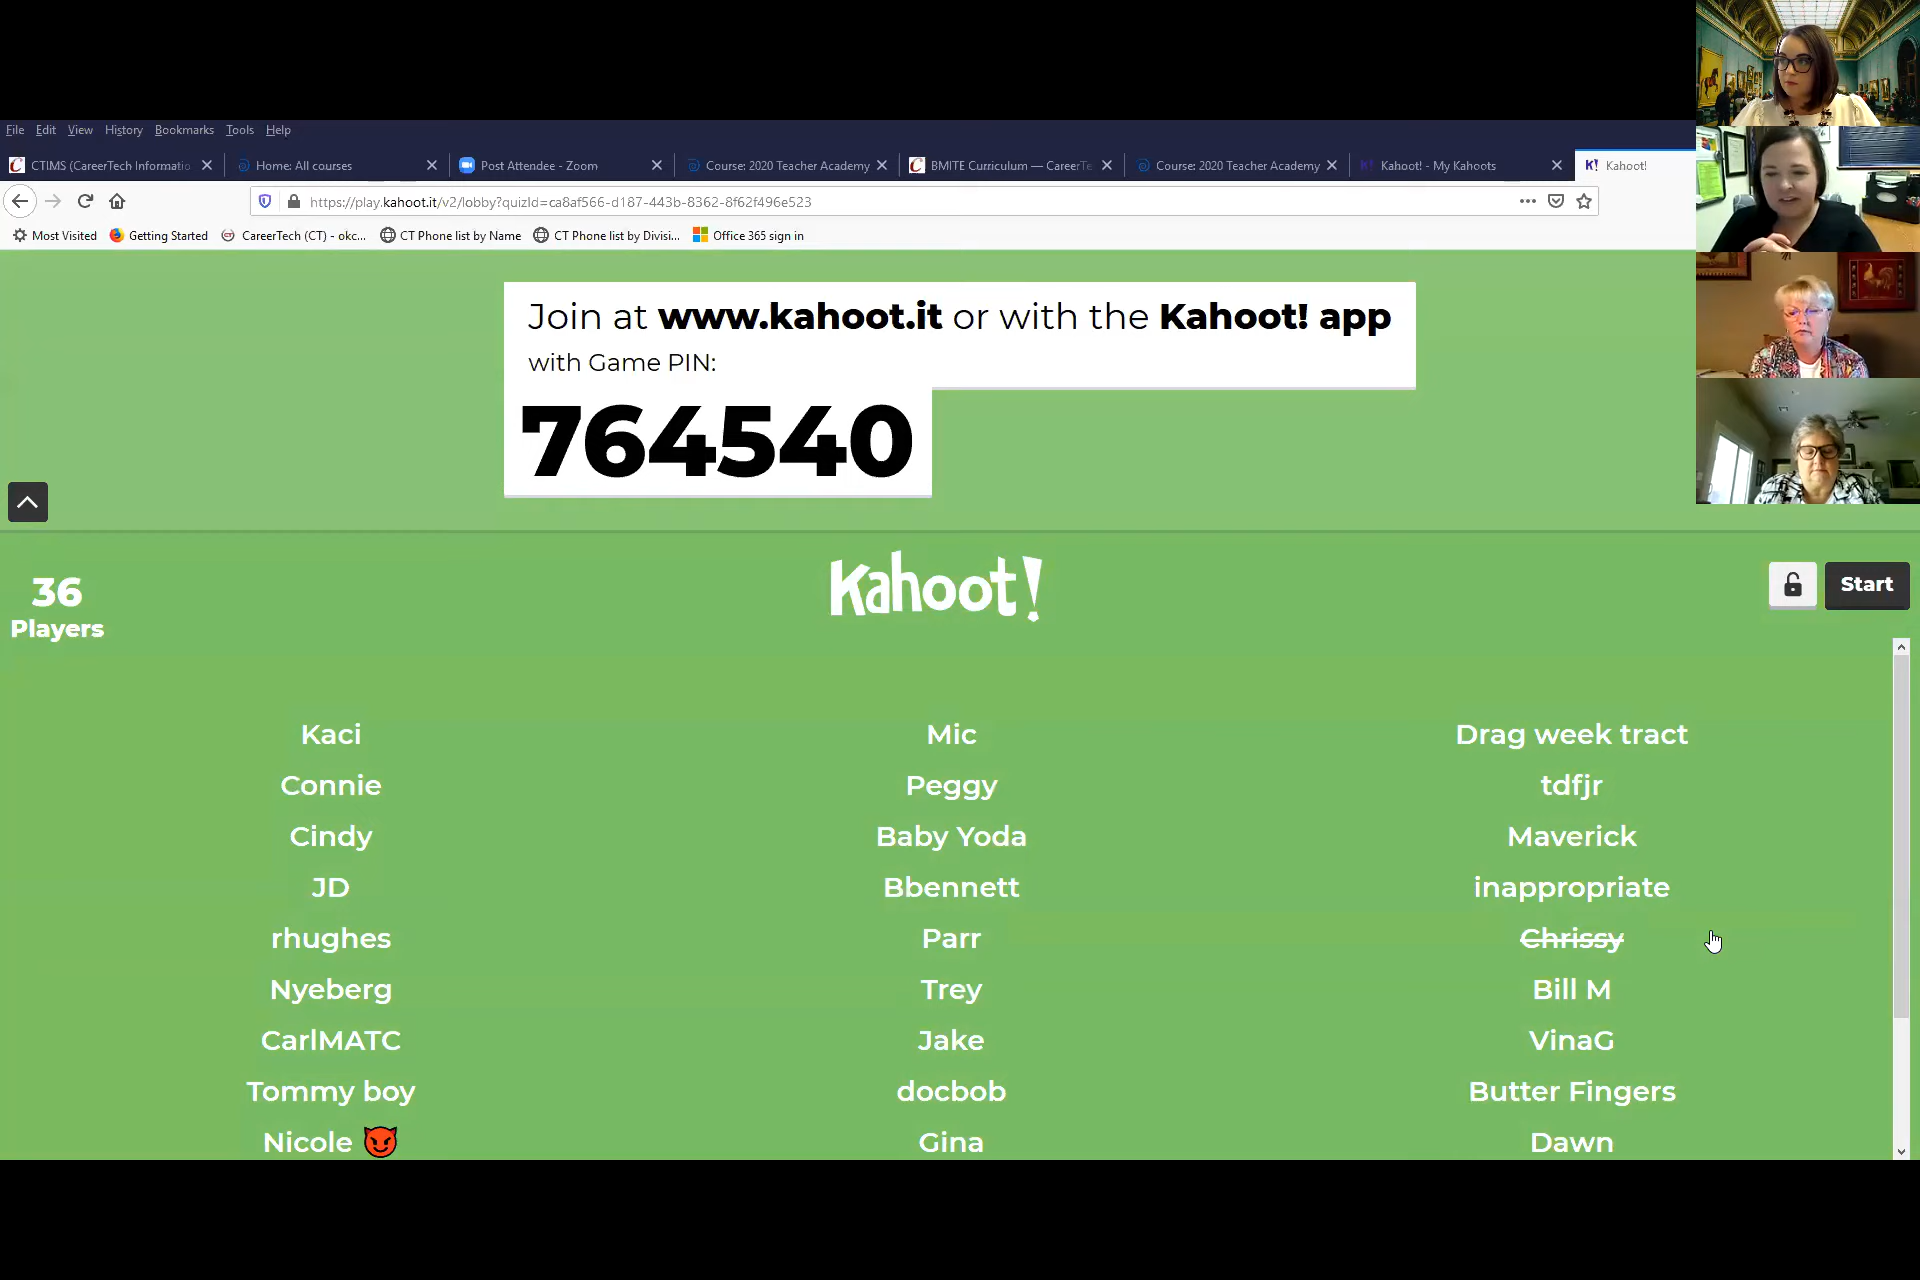 File Edit View History Bookmarks Tools Help
CTIMS (CareerTech Informatio Home: All courses Post Attendee - Zoom Course: 2020 Teacher Academy BMITE Curriculum — CareerTe Course: 2020 Teacher Academy Kahoot! - My Kahoots K! Kahoot!
https://play.kahoot.it/v2/lobby?quizId=ca8af566-d187-443b-8362-8f62f496e523
Most Visited Getting Started CareerTech (CT) - okc... CT Phone list by Name CT Phone list by Divisi... Office 365 sign in
Join at www.kahoot.it or with the Kahoot! app
with Game PIN:
764540
36
Players
Kahoot!
Start
Kaci Mic Drag week tract
Connie Peggy tdfjr
Cindy Baby Yoda Maverick
JD Bbennett inappropriate
rhughes Parr Chrissy
Nyeberg Trey Bill M
CarlMATC Jake VinaG
Tommy boy docbob Butter Fingers
Nicole 😈 Gina Dawn